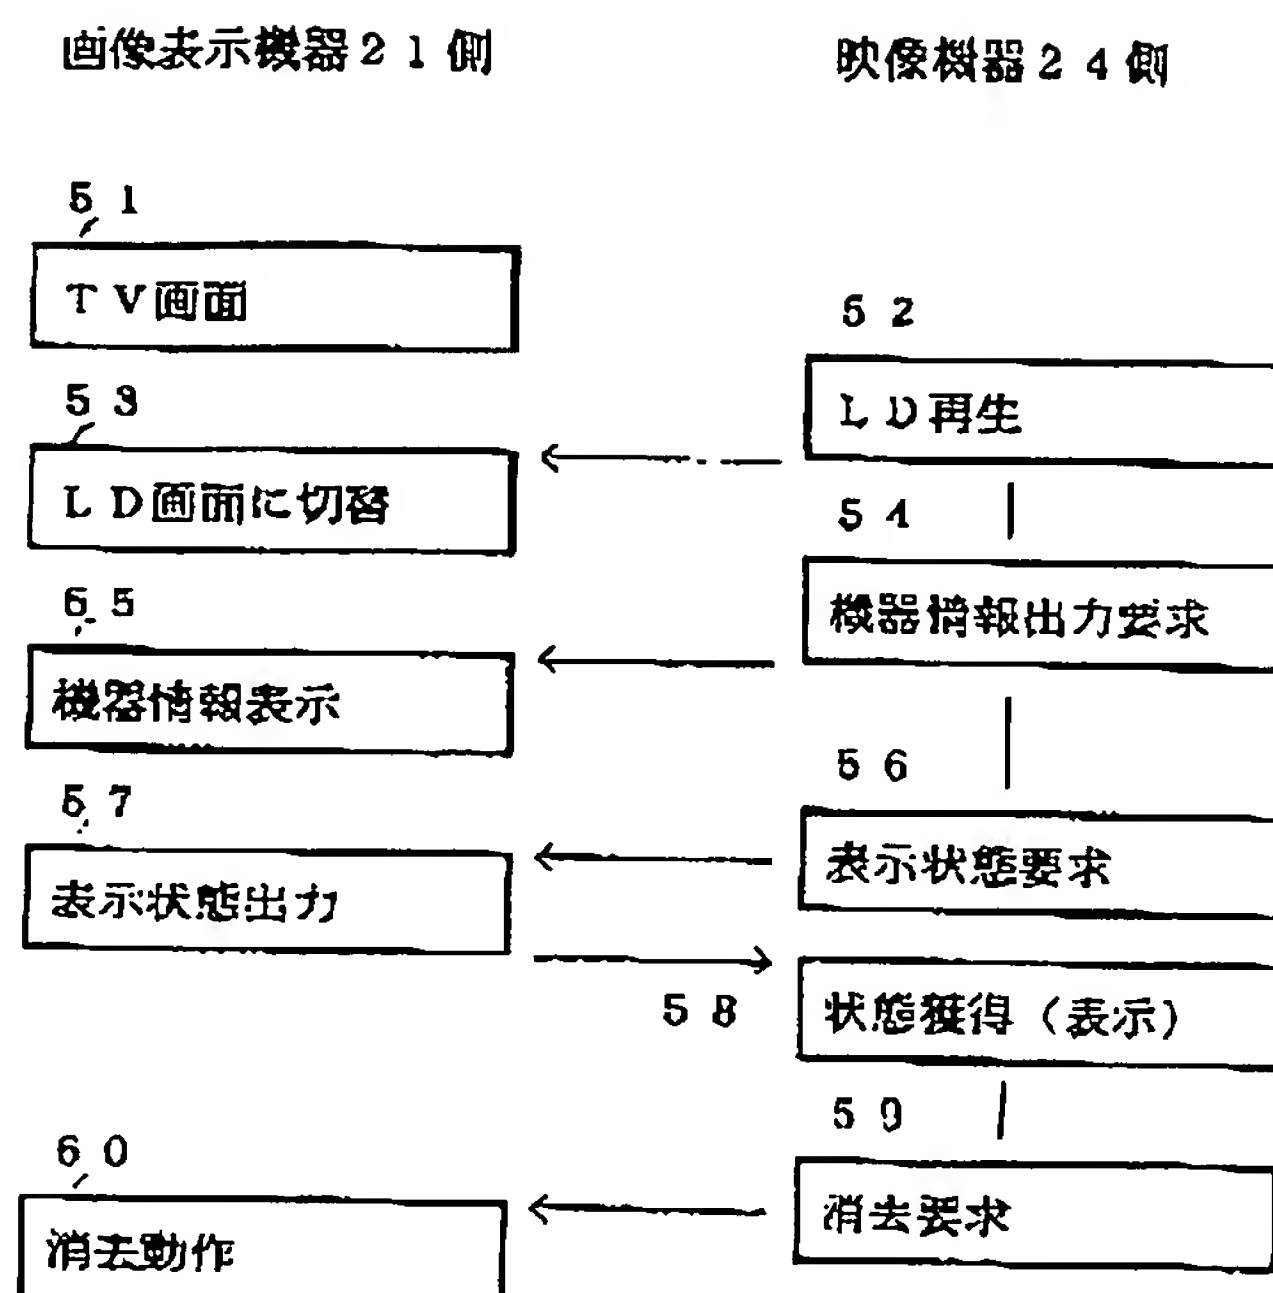 画像表示機器21側
映像機器24側
51
TV画面
52
LD再生
53
LD画面に切替
54
機器情報出力要求
55
機器情報表示
56
表示状態要求
57
表示状態出力
58
状態獲得（表示）
59
消去要求
60
消去動作